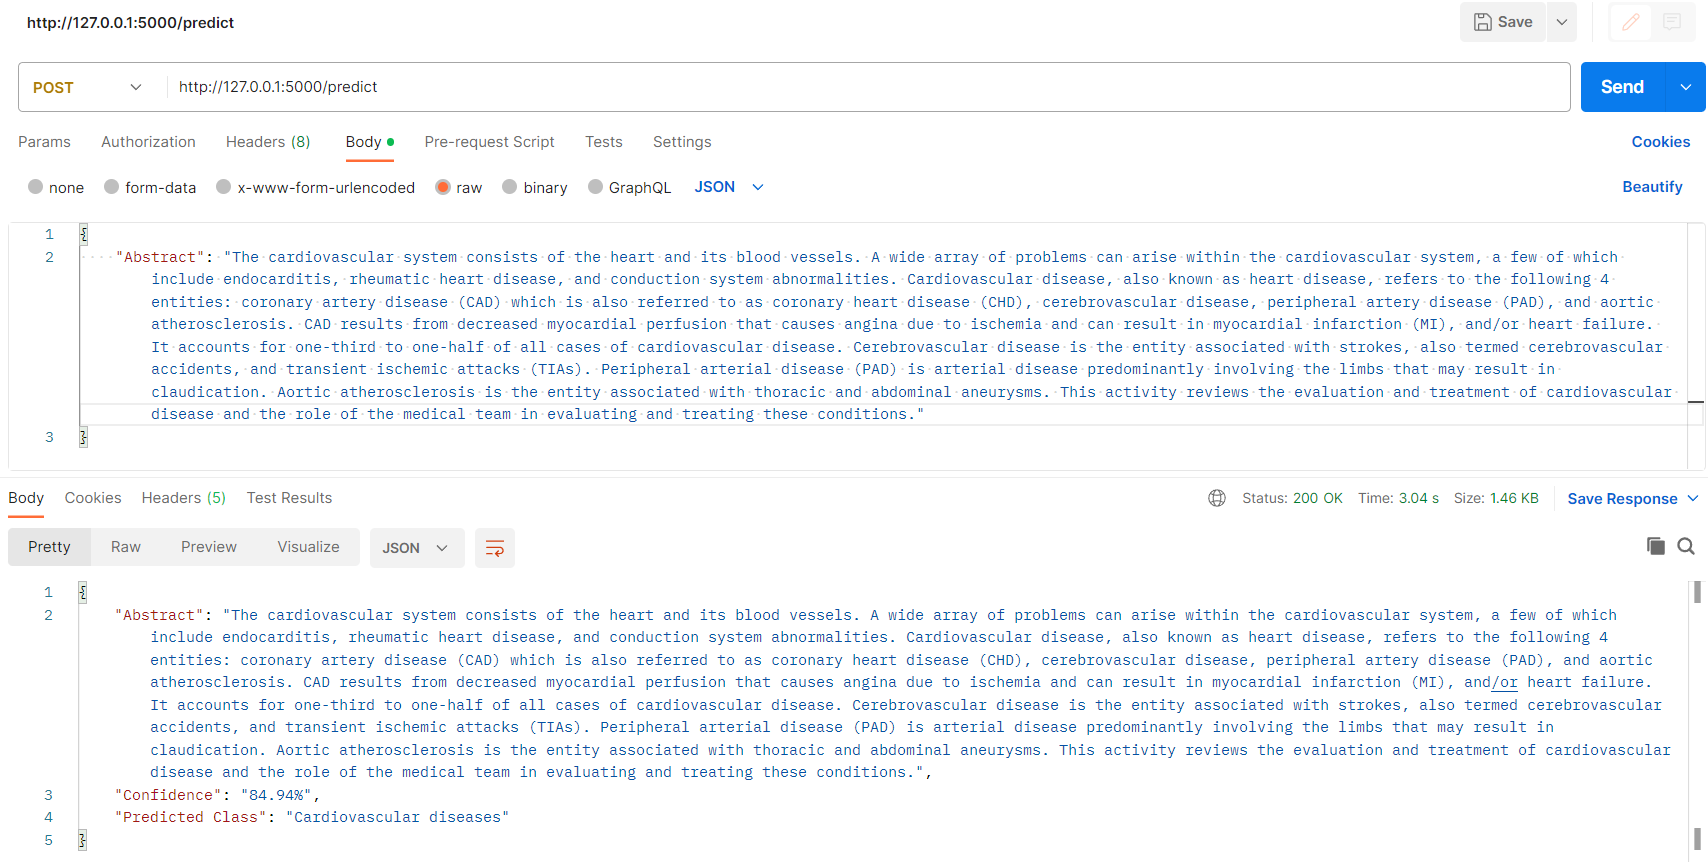 http://127.0.0.1:5000/predict
Save
POST
http://127.0.0.1:5000/predict
Send
Params Authorization Headers (8) Body Pre-request Script Tests Settings Cookies
none form-data x-www-form-urlencoded raw binary GraphQL JSON Beautify
1 {
2 "Abstract": "The cardiovascular system consists of the heart and its blood vessels. A wide array of problems can arise within the cardiovascular system, a few of which
include endocarditis, rheumatic heart disease, and conduction system abnormalities. Cardiovascular disease, also known as heart disease, refers to the following 4
entities: coronary artery disease (CAD) which is also referred to as coronary heart disease (CHD), cerebrovascular disease, peripheral artery disease (PAD), and aortic
atherosclerosis. CAD results from decreased myocardial perfusion that causes angina due to ischemia and can result in myocardial infarction (MI), and/or heart failure.
It accounts for one-third to one-half of all cases of cardiovascular disease. Cerebrovascular disease is the entity associated with strokes, also termed cerebrovascular
accidents, and transient ischemic attacks (TIAs). Peripheral arterial disease (PAD) is arterial disease predominantly involving the limbs that may result in
claudication. Aortic atherosclerosis is the entity associated with thoracic and abdominal aneurysms. This activity reviews the evaluation and treatment of cardiovascular
disease and the role of the medical team in evaluating and treating these conditions."
3 }
Body Cookies Headers (5) Test Results Status: 200 OK Time: 3.04 s Size: 1.46 KB Save Response
Pretty Raw Preview Visualize JSON
1 {
2 "Abstract": "The cardiovascular system consists of the heart and its blood vessels. A wide array of problems can arise within the cardiovascular system, a few of which
include endocarditis, rheumatic heart disease, and conduction system abnormalities. Cardiovascular disease, also known as heart disease, refers to the following 4
entities: coronary artery disease (CAD) which is also referred to as coronary heart disease (CHD), cerebrovascular disease, peripheral artery disease (PAD), and aortic
atherosclerosis. CAD results from decreased myocardial perfusion that causes angina due to ischemia and can result in myocardial infarction (MI), and/or heart failure.
It accounts for one-third to one-half of all cases of cardiovascular disease. Cerebrovascular disease is the entity associated with strokes, also termed cerebrovascular
accidents, and transient ischemic attacks (TIAs). Peripheral arterial disease (PAD) is arterial disease predominantly involving the limbs that may result in
claudication. Aortic atherosclerosis is the entity associated with thoracic and abdominal aneurysms. This activity reviews the evaluation and treatment of cardiovascular
disease and the role of the medical team in evaluating and treating these conditions.",
3 "Confidence": "84.94%",
4 "Predicted Class": "Cardiovascular diseases"
5 }